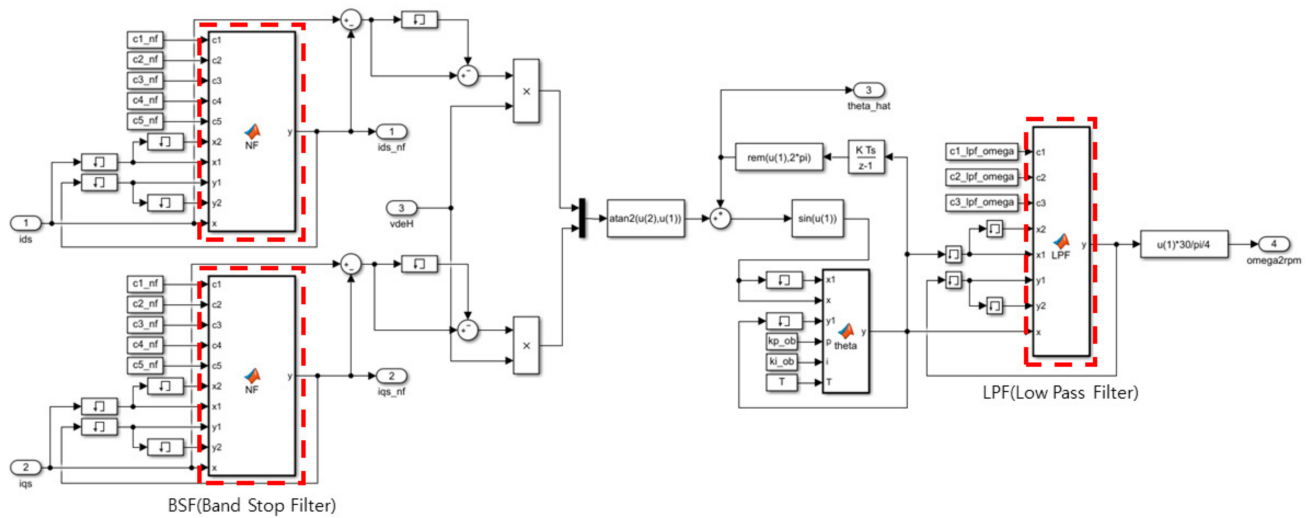 c1_nf
c2_nf
c3_nf
c4_nf
c5_nf
c1
c2
c3
c4
c5
x2
x1
y1
y2
x
NF
y
1
ids
1
ids_nf
+
-
-
+
×
3
vdeH
c1_nf
c2_nf
c3_nf
c4_nf
c5_nf
c1
c2
c3
c4
c5
x2
x1
y1
y2
x
NF
y
2
iqs
2
iqs_nf
+
-
-
+
×
BSF(Band Stop Filter)
atan2(u(2),u(1))
3
theta_hat
rem(u(1),2*pi)
K Ts
z-1
sin(u(1))
x1
x
y1
p
i
T
theta
y
kp_ob
ki_ob
T
c1_lpf_omega
c2_lpf_omega
c3_lpf_omega
c1
c2
c3
x2
x1
y1
y2
x
LPF
y
u(1)*30/pi/4
4
omega2rpm
LPF(Low Pass Filter)